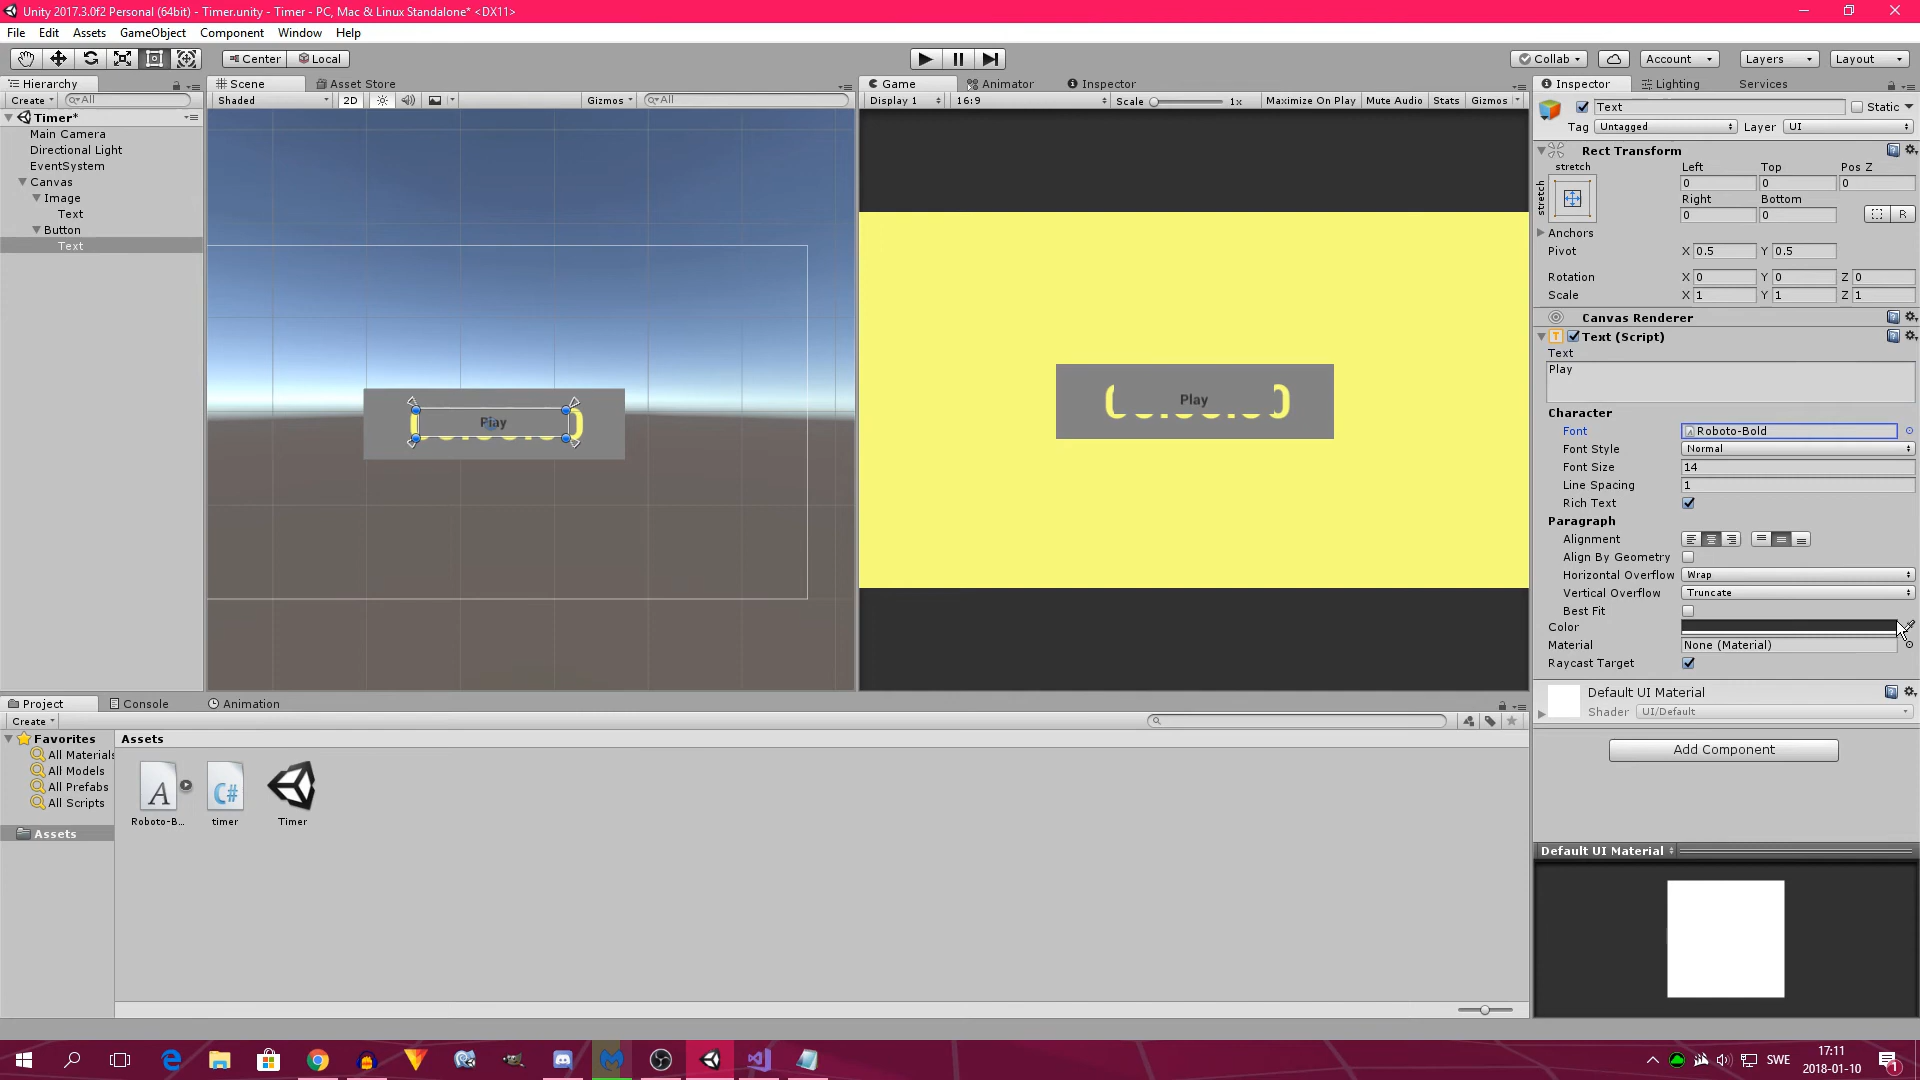 Unity 2017.3.0f2 Personal (64bit) - Timer.unity - Timer - PC, Mac & Linux Standalone* <DX11>
File Edit Assets GameObject Component Window Help
Center Local Collab Account Layers Layout
Hierarchy Scene Asset Store Game Animator Inspector Inspector Lighting Services
Create All Shaded 2D Gizmos All Display 1 16:9 Scale 1x Maximize On Play Mute Audio Stats Gizmos
Text Static
Timer*
Tag Untagged Layer UI
Main Camera
Directional Light
EventSystem
Canvas
Image
Text
Button
Text
Play
Play
Rect Transform
stretch Left Top Pos Z
stretch 0 0 0
Right Bottom
0 0 R
Anchors
Pivot X 0.5 Y 0.5
Rotation X 0 Y 0 Z 0
Scale X 1 Y 1 Z 1
Canvas Renderer
Text (Script)
Text
Play
Character
Font Roboto-Bold
Font Style Normal
Font Size 14
Line Spacing 1
Rich Text
Paragraph
Alignment
Align By Geometry
Horizontal Overflow Wrap
Vertical Overflow Truncate
Best Fit
Color
Material None (Material)
Raycast Target
Default UI Material
Shader UI/Default
Add Component
Default UI Material
Project Console Animation
Create
Favorites
All Materials
All Models
All Prefabs
All Scripts
Assets
Assets
A C#
Roboto-B... timer Timer
SWE
17:11
2018-01-10
1